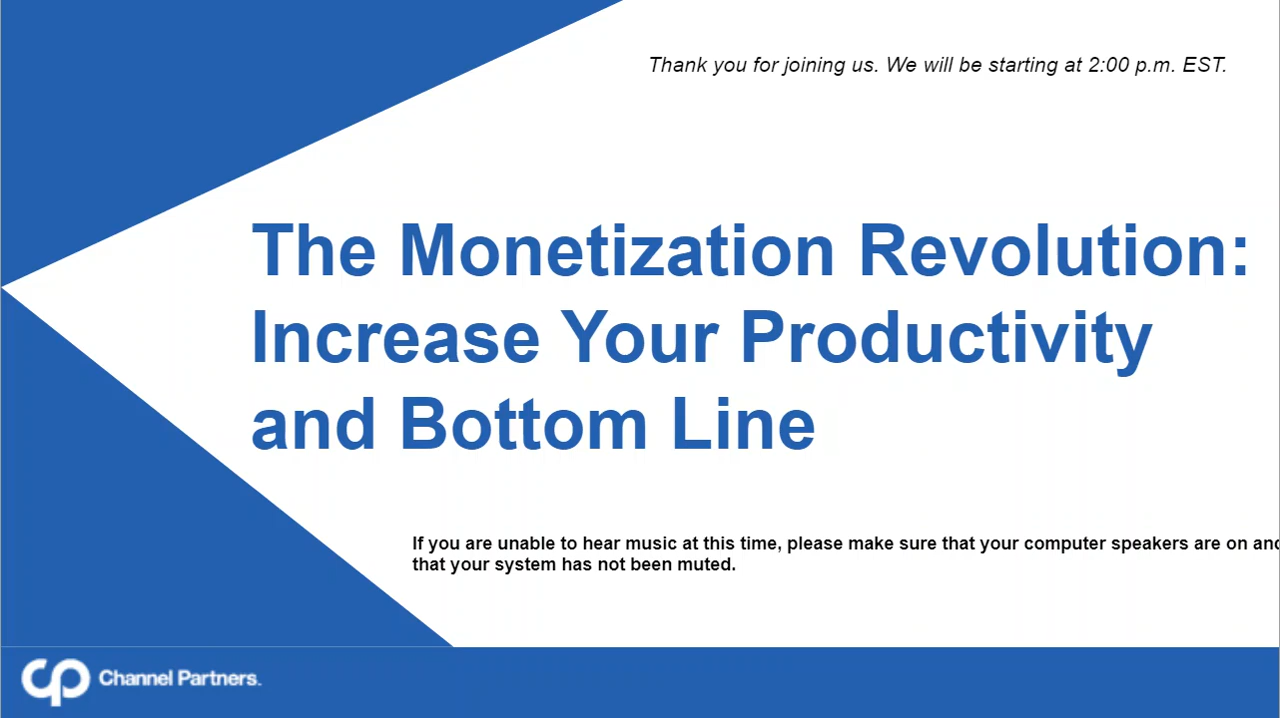 Thank you for joining us. We will be starting at 2:00 p.m. EST.
The Monetization Revolution:
Increase Your Productivity
and Bottom Line
If you are unable to hear music at this time, please make sure that your computer speakers are on and
that your system has not been muted.
cp Channel Partners.